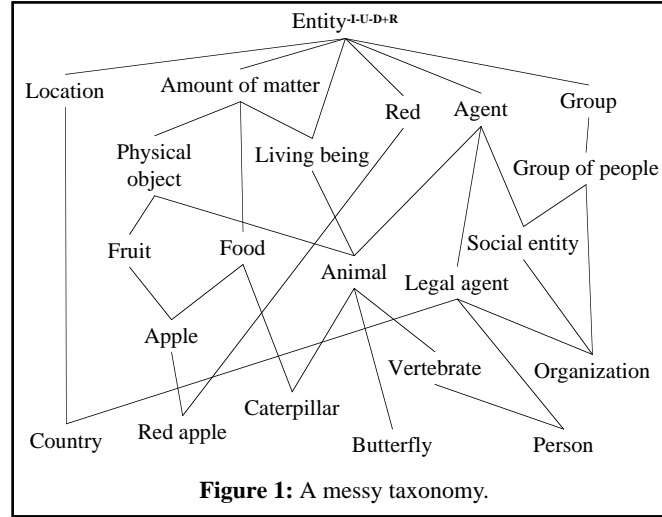 Entity-I-U-D+R
Location
Amount of matter
Red
Agent
Group
Physical
object
Living being
Group of people
Fruit
Food
Animal
Legal agent
Social entity
Apple
Vertebrate
Organization
Country
Red apple
Caterpillar
Butterfly
Person
Figure 1: A messy taxonomy.